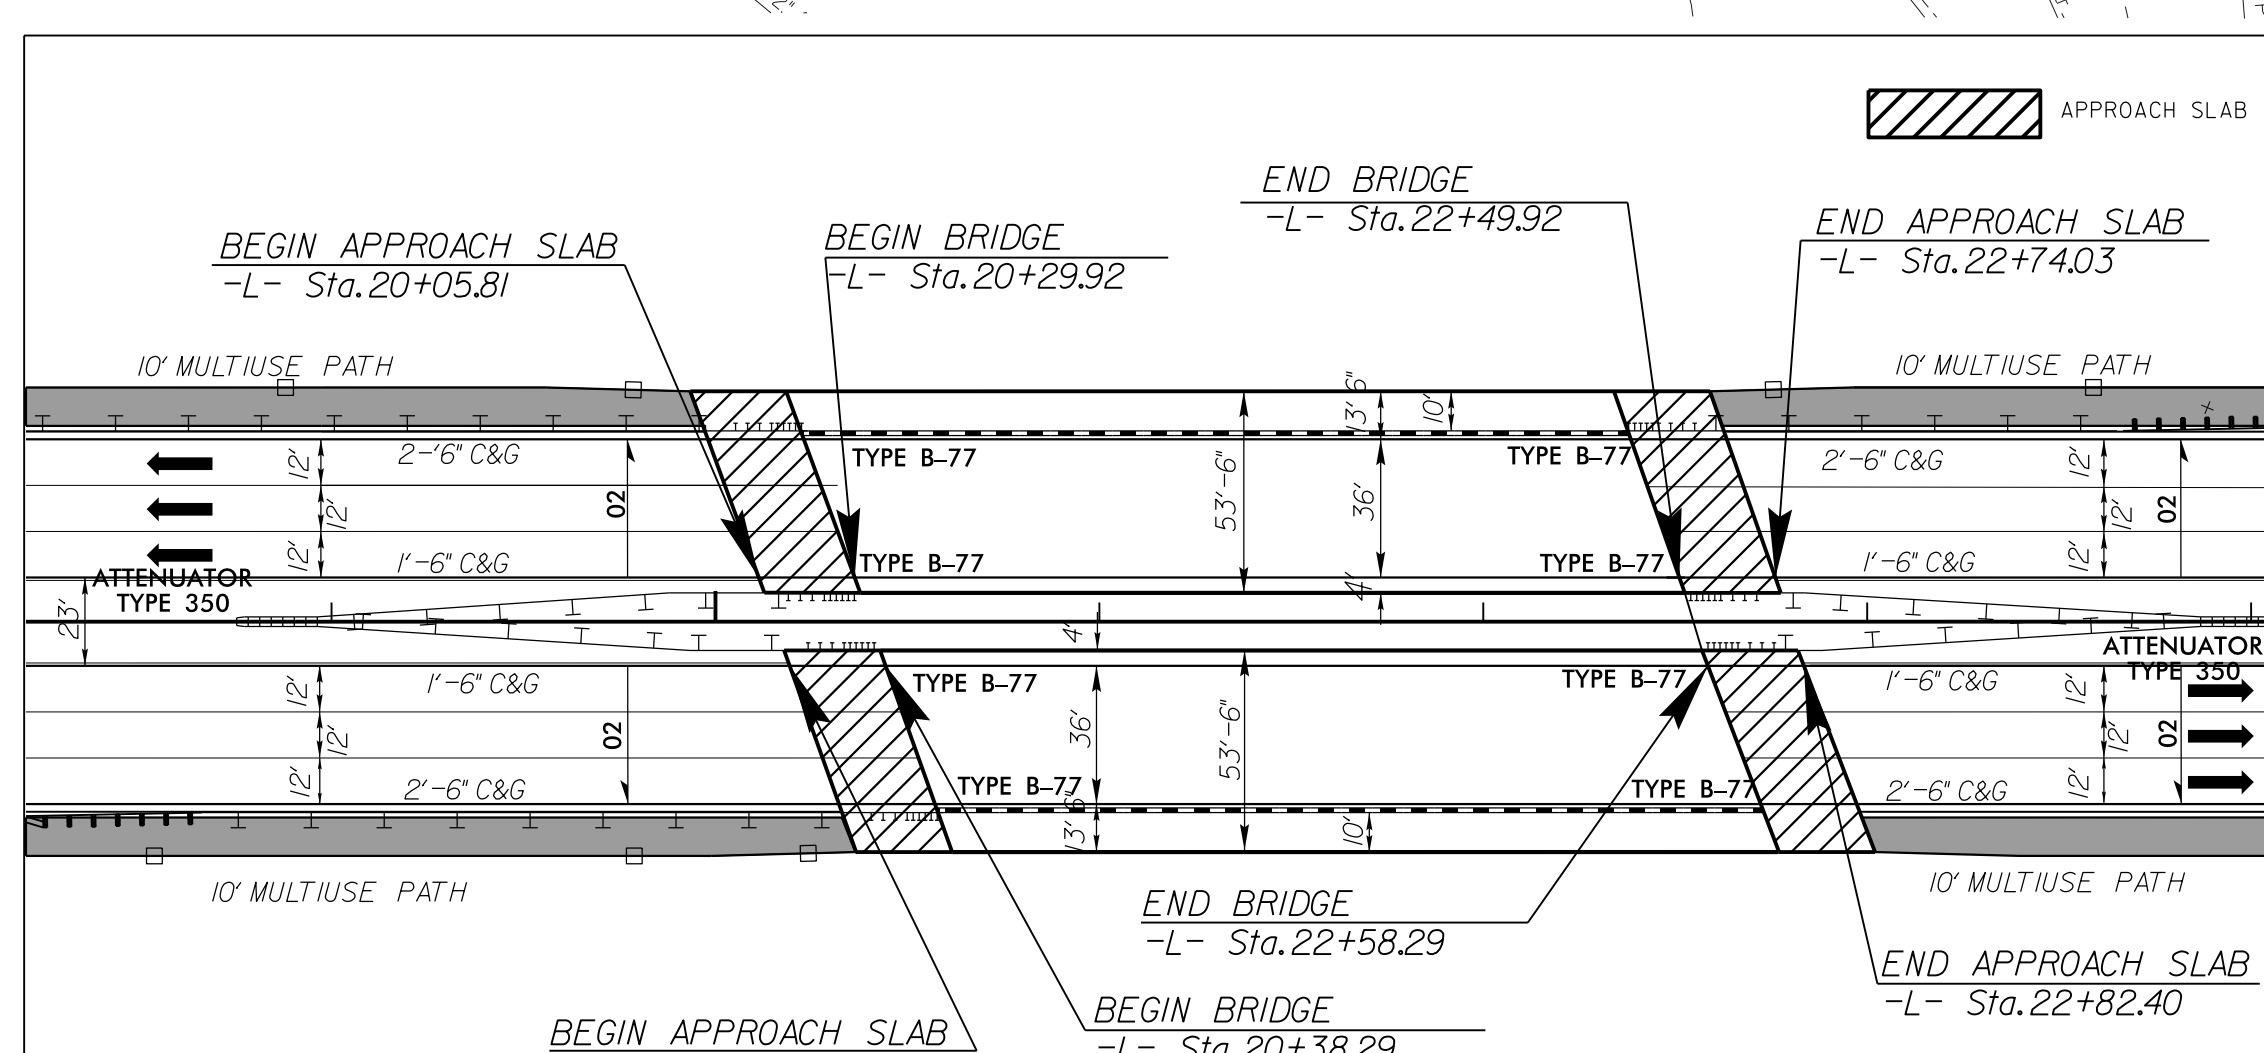 APPROACH SLAB
END BRIDGE
-L- Sta.22+49.92
END APPROACH SLAB
-L- Sta.22+74.03
BEGIN APPROACH SLAB
-L- Sta.20+05.81
BEGIN BRIDGE
-L- Sta.20+29.92
10' MULTIUSE PATH
10' MULTIUSE PATH
13'6"
10'
2-'6" C&G
12'
12'
12'
02
1'-6" C&G
TYPE B-77
TYPE B-77
53'-6"
36'
TYPE B-77
TYPE B-77
2'-6" C&G
12'
12'
12'
02
1'-6" C&G
ATTENUATOR
TYPE 350
23'
4'
4'
ATTENUATOR
TYPE 350
1'-6" C&G
12'
12'
12'
02
2'-6" C&G
TYPE B-77
TYPE B-77
36'
53'-6"
TYPE B-77
TYPE B-77
13'6"
10'
1'-6" C&G
12'
12'
12'
02
2'-6" C&G
10' MULTIUSE PATH
10' MULTIUSE PATH
END BRIDGE
-L- Sta.22+58.29
END APPROACH SLAB
-L- Sta.22+82.40
BEGIN APPROACH SLAB
BEGIN BRIDGE
-L- Sta.20+38.29